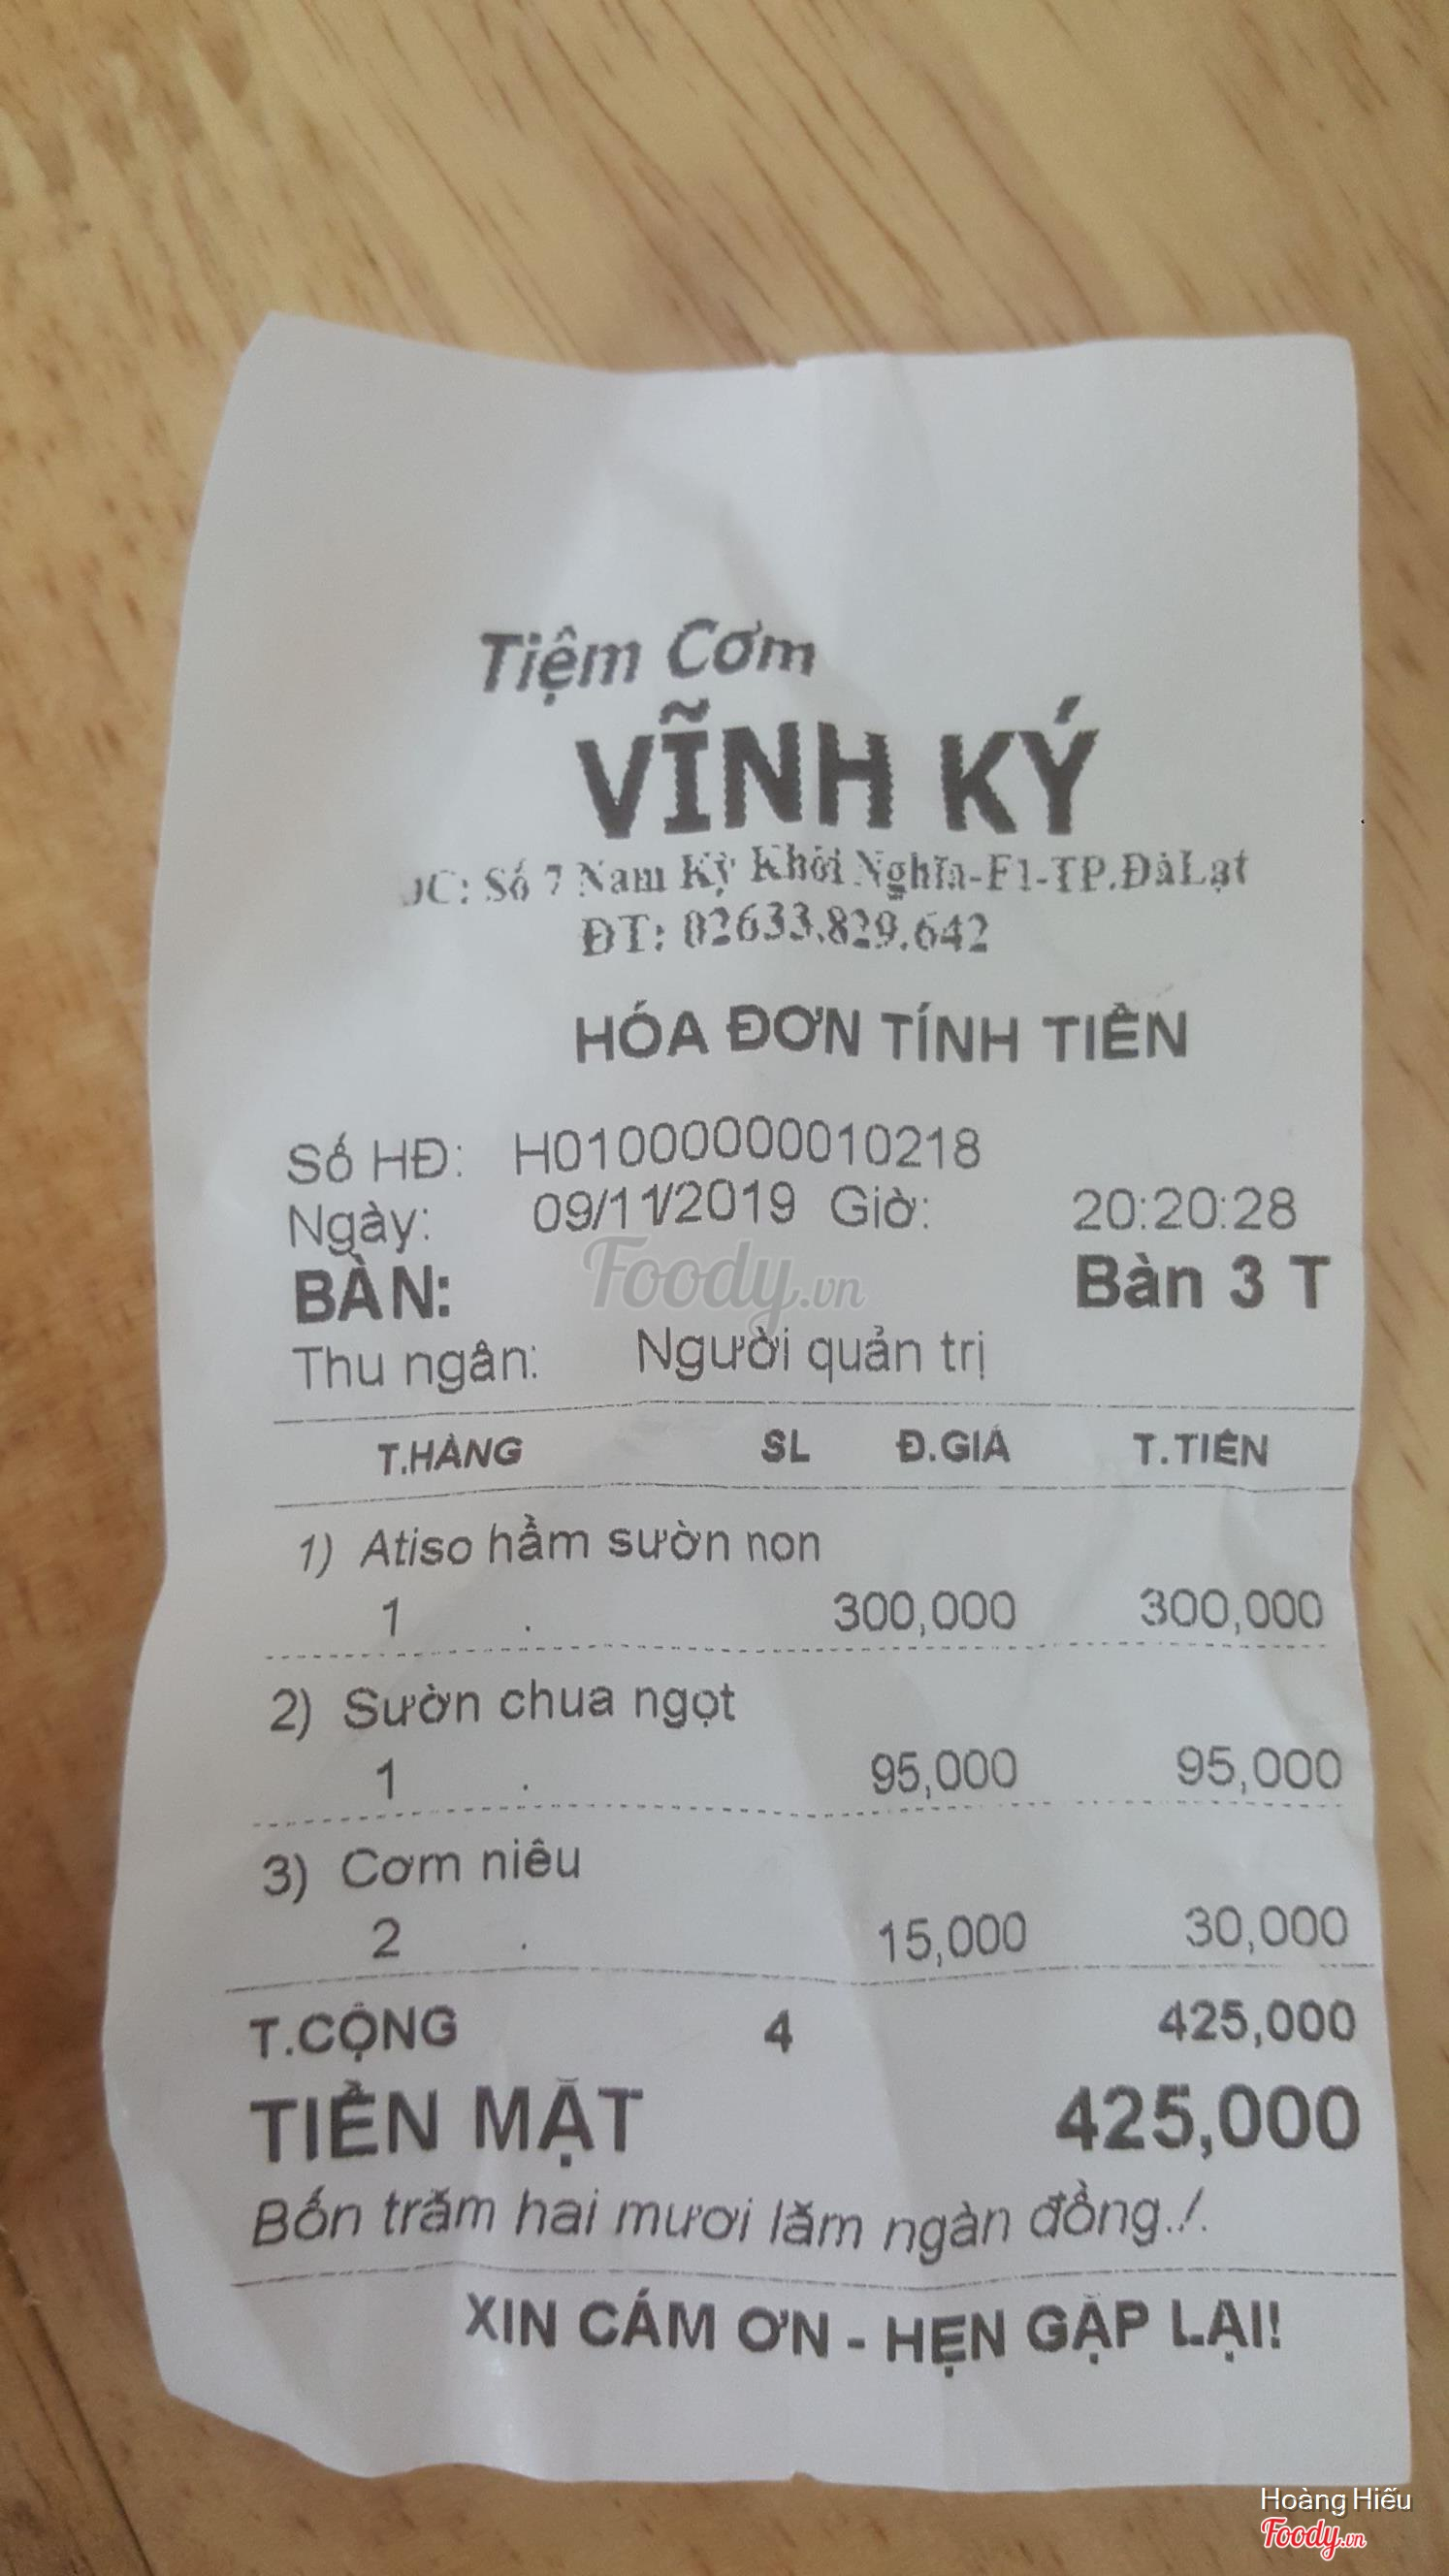 Tiệm Cơm
VĨNH KÝ
ĐC: Số 7 Nam Kỳ Khởi Nghĩa-F1-TP.ĐàLạt
ĐT: 02633.829.642
HÓA ĐƠN TÍNH TIỀN
Số HĐ: H01000000010218
Ngày: 09/11/2019 Giờ: 20:20:28
Foody.vn
BÀN: Bàn 3 T
Thu ngân: Người quản trị
T.HÀNG SL Đ.GIÁ T.TIỀN
1) Atiso hầm sườn non
1 . 300,000 300,000
2) Sườn chua ngọt
1 . 95,000 95,000
3) Cơm niêu
2 . 15,000 30,000
T.CỘNG 4 425,000
TIỀN MẶT 425,000
Bốn trăm hai mươi lăm ngàn đồng./.
XIN CÁM ƠN - HẸN GẶP LẠI!
Hoàng Hiếu
Foody.vn